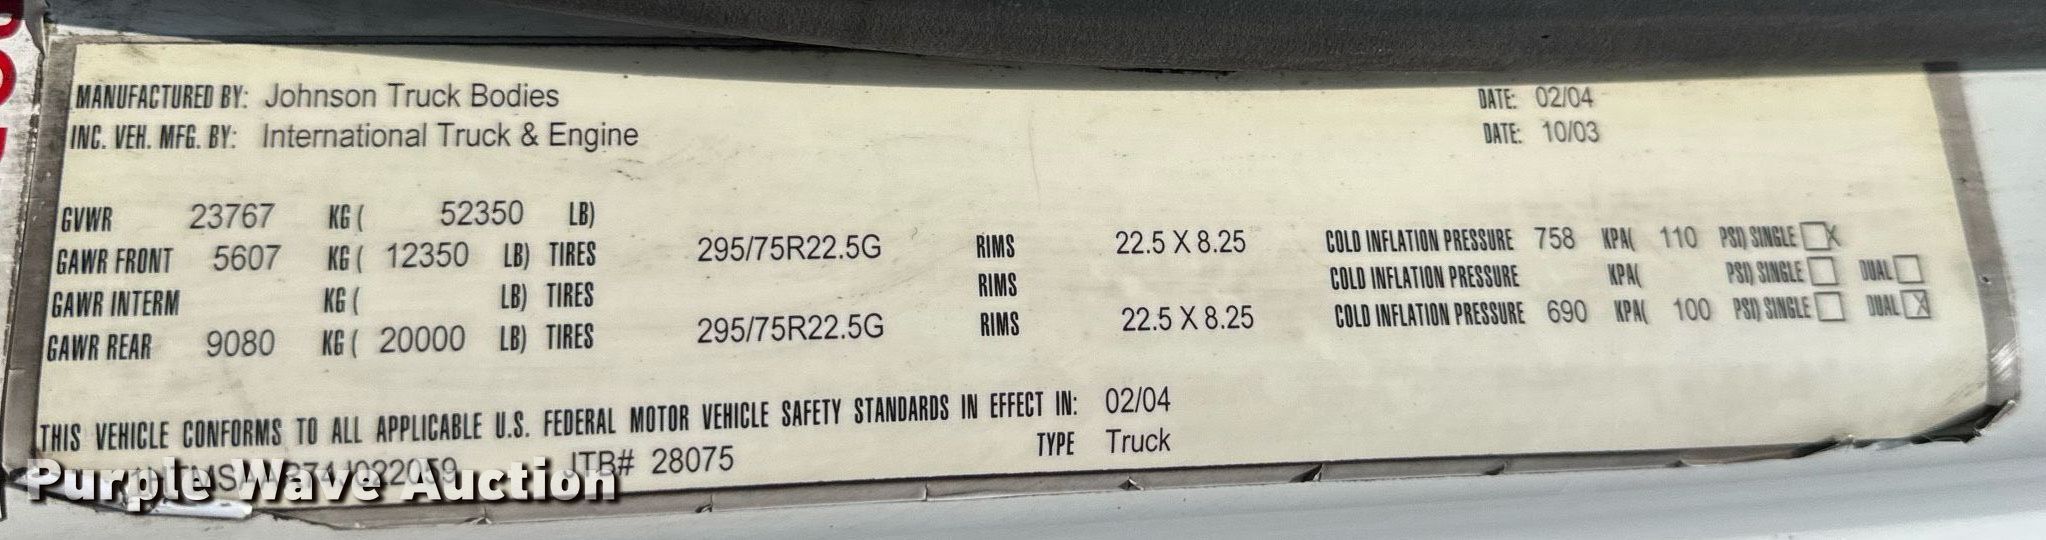 MANUFACTURED BY: Johnson Truck Bodies DATE: 02/04
INC. VEH. MFG. BY: International Truck & Engine DATE: 10/03
GVWR 23767 KG ( 52350 LB)
GAWR FRONT 5607 KG ( 12350 LB) TIRES 295/75R22.5G RIMS 22.5 X 8.25 COLD INFLATION PRESSURE 758 KPA( 110 PSI) SINGLE X
GAWR INTERM KG ( LB) TIRES RIMS COLD INFLATION PRESSURE KPA( PSI) SINGLE DUAL
GAWR REAR 9080 KG ( 20000 LB) TIRES 295/75R22.5G RIMS 22.5 X 8.25 COLD INFLATION PRESSURE 690 KPA( 100 PSI) SINGLE DUAL X
THIS VEHICLE CONFORMS TO ALL APPLICABLE U.S. FEDERAL MOTOR VEHICLE SAFETY STANDARDS IN EFFECT IN: 02/04
JTB# 28075 TYPE Truck
Purple Wave Auction